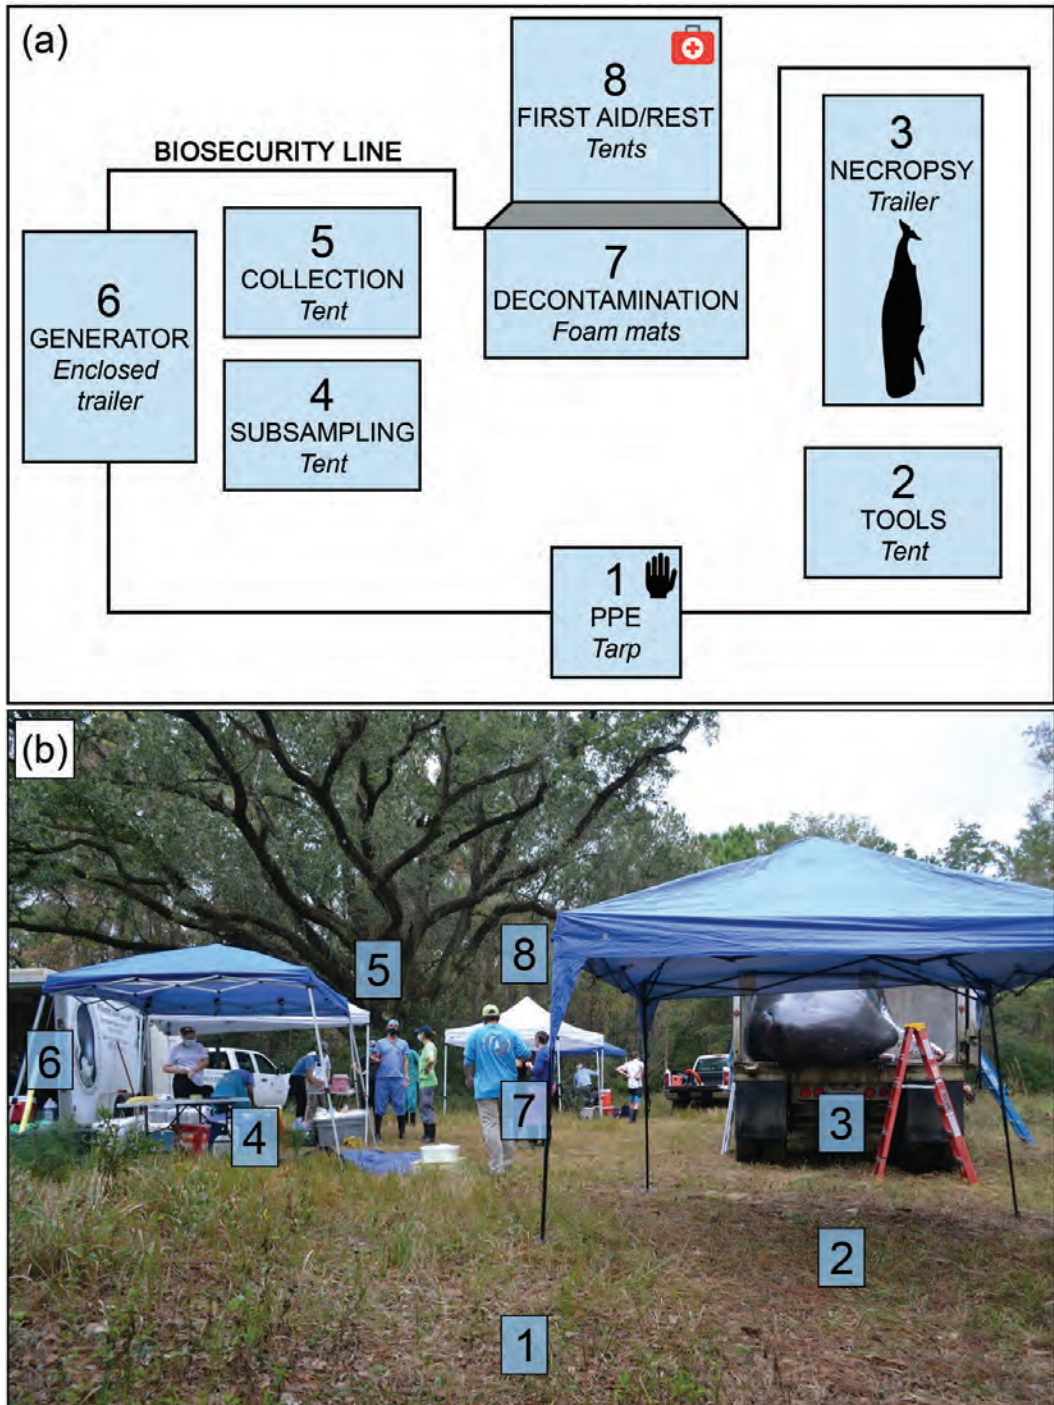 (a)
8
FIRST AID/REST
Tents
BIOSECURITY LINE
3
NECROPSY
Trailer
5
COLLECTION
Tent
7
DECONTAMINATION
Foam mats
6
GENERATOR
Enclosed
trailer
4
SUBSAMPLING
Tent
2
TOOLS
Tent
1
PPE
Tarp
(b)
5
8
6
7
4
3
2
1